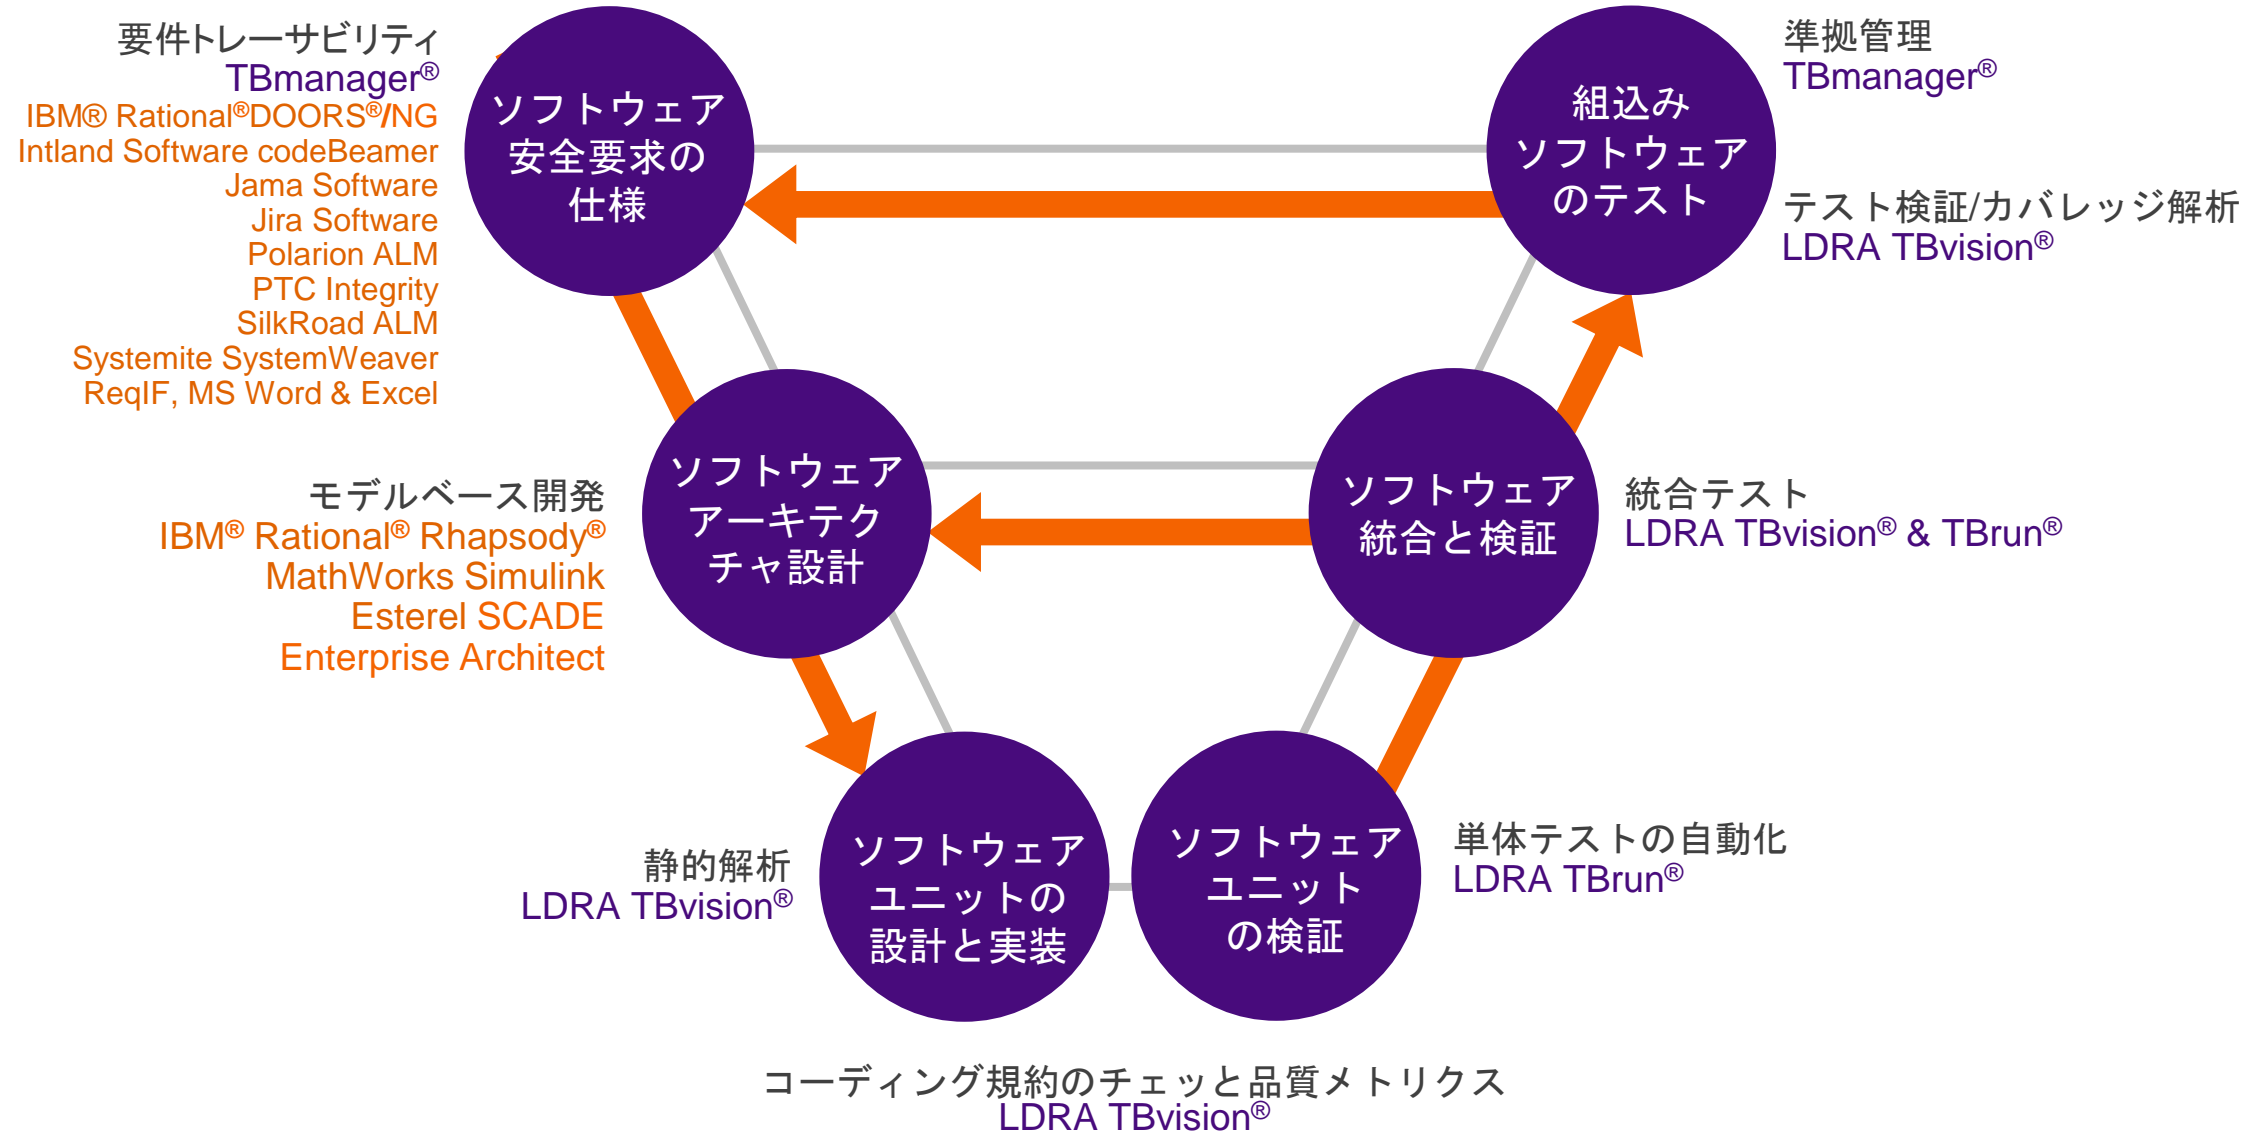 要件トレーサビリティ
TBmanager®
IBM® Rational®DOORS®/NG
Intland Software codeBeamer
Jama Software
Jira Software
Polarion ALM
PTC Integrity
SilkRoad ALM
Systemite SystemWeaver
ReqIF, MS Word & Excel
ソフトウェア
安全要求の
仕様
組込み
ソフトウェア
のテスト
準拠管理
TBmanager®
テスト検証/カバレッジ解析
LDRA TBvision®
モデルベース開発
IBM® Rational® Rhapsody®
MathWorks Simulink
Esterel SCADE
Enterprise Architect
ソフトウェア
アーキテク
チャ設計
ソフトウェア
統合と検証
統合テスト
LDRA TBvision® & TBrun®
静的解析
LDRA TBvision®
ソフトウェア
ユニットの
設計と実装
ソフトウェア
ユニット
の検証
単体テストの自動化
LDRA TBrun®
コーディング規約のチェッと品質メトリクス
LDRA TBvision®